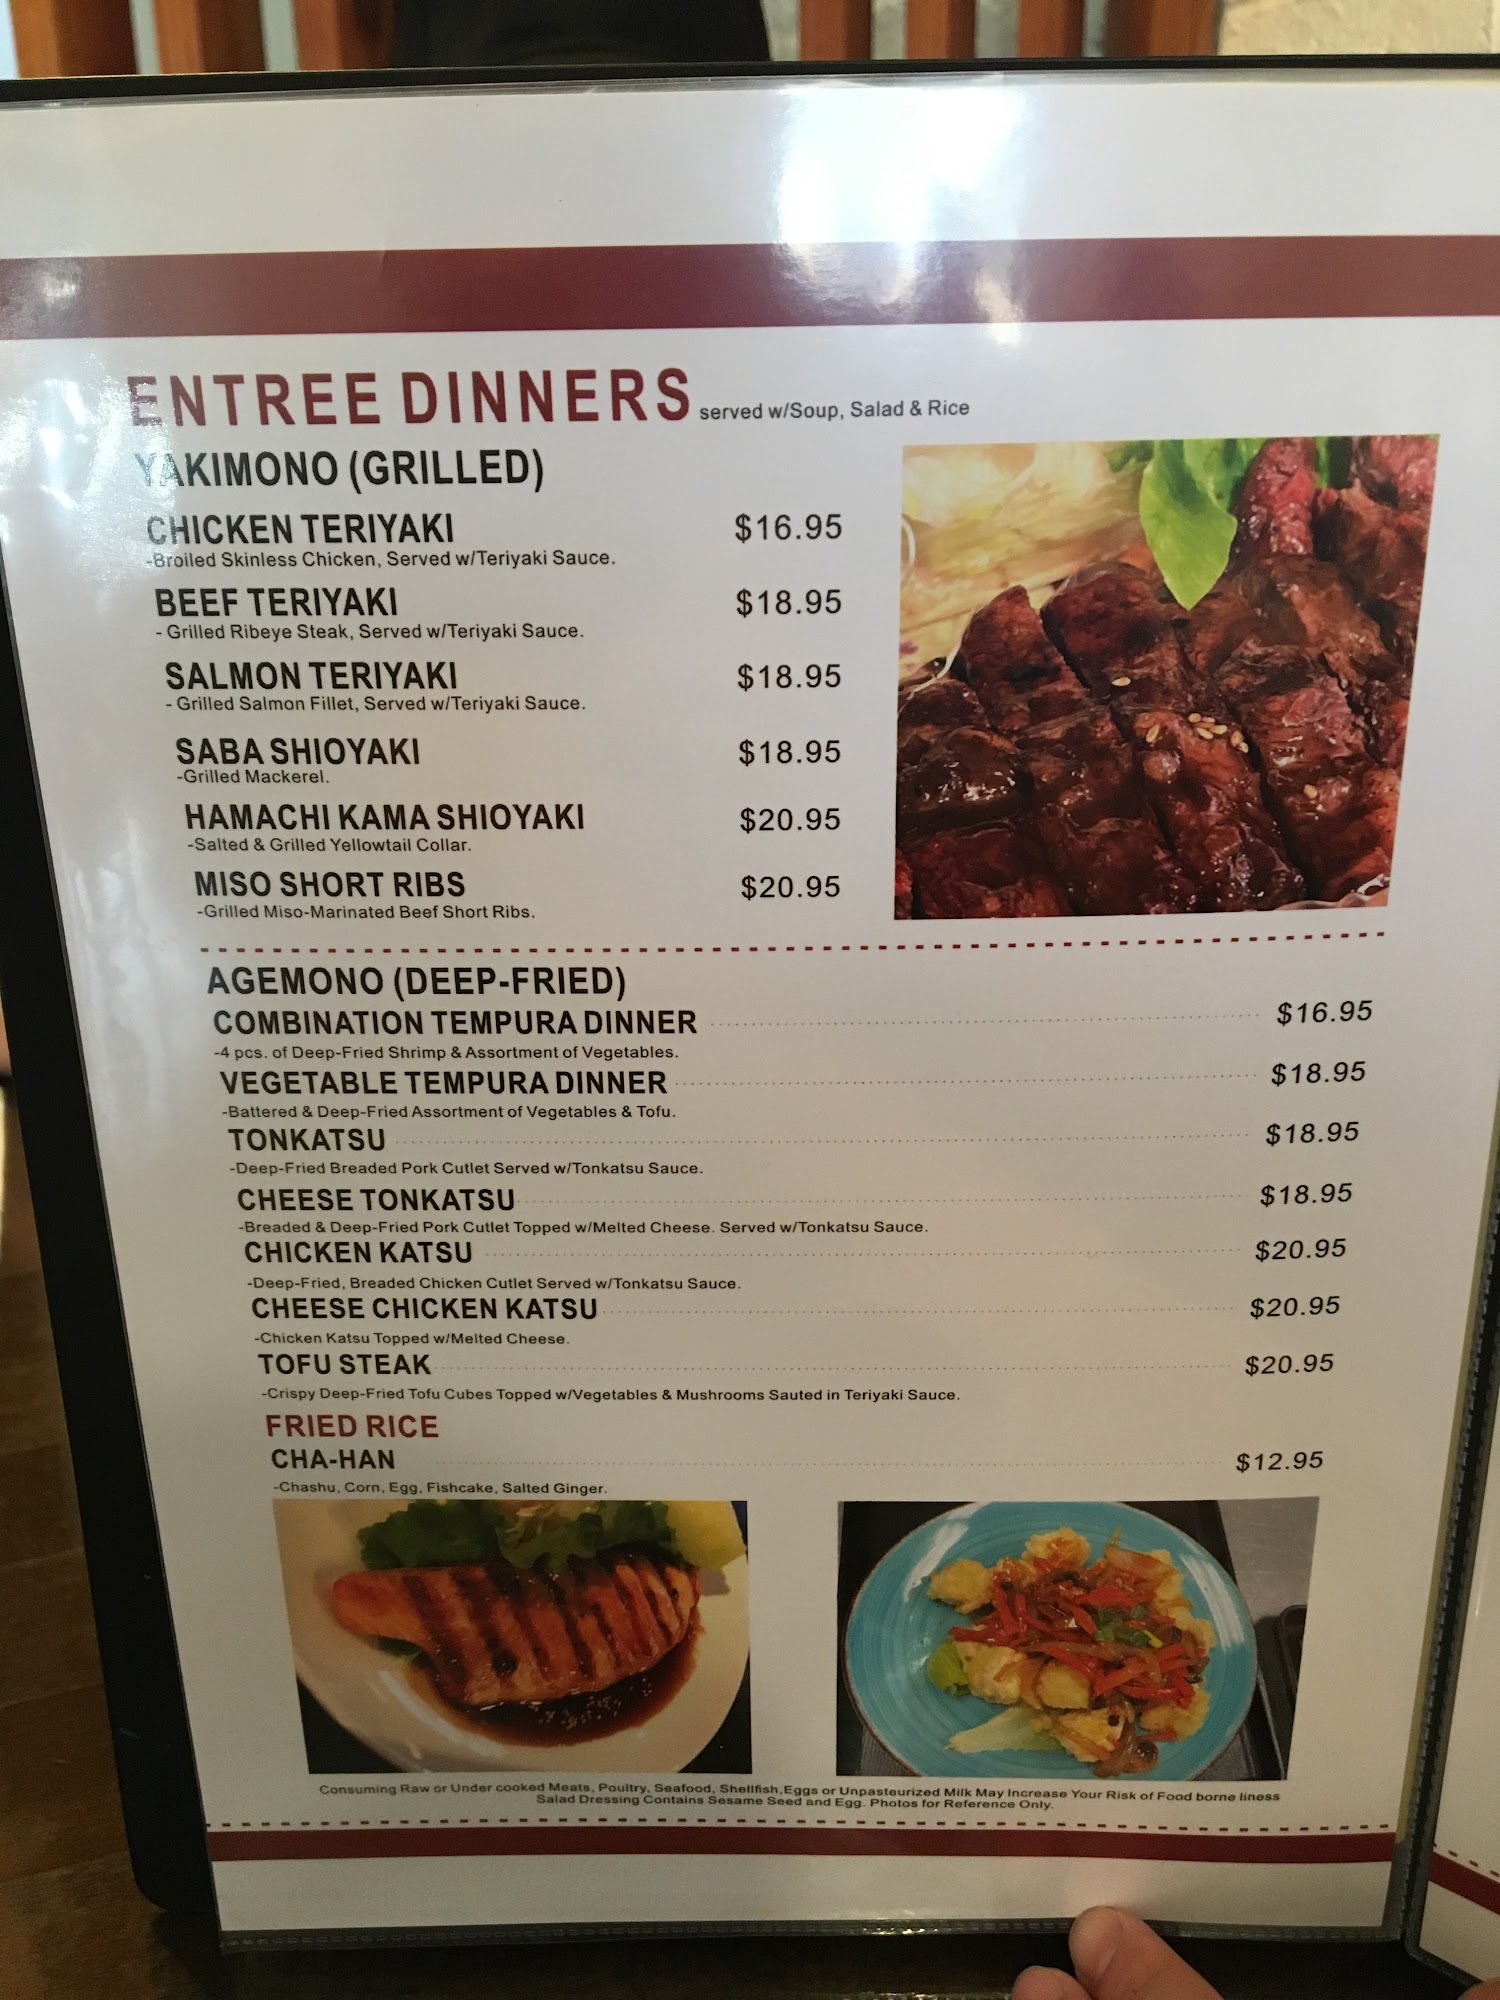 ENTREE DINNERS served w/Soup, Salad & Rice
YAKIMONO (GRILLED)
CHICKEN TERIYAKI $16.95
-Broiled Skinless Chicken, Served w/Teriyaki Sauce.
BEEF TERIYAKI $18.95
- Grilled Ribeye Steak, Served w/Teriyaki Sauce.
SALMON TERIYAKI $18.95
- Grilled Salmon Fillet, Served w/Teriyaki Sauce.
SABA SHIOYAKI $18.95
-Grilled Mackerel.
HAMACHI KAMA SHIOYAKI $20.95
-Salted & Grilled Yellowtail Collar.
MISO SHORT RIBS $20.95
-Grilled Miso-Marinated Beef Short Ribs.
AGEMONO (DEEP-FRIED)
COMBINATION TEMPURA DINNER $16.95
-4 pcs. of Deep-Fried Shrimp & Assortment of Vegetables.
VEGETABLE TEMPURA DINNER $18.95
-Battered & Deep-Fried Assortment of Vegetables & Tofu.
TONKATSU $18.95
-Deep-Fried Breaded Pork Cutlet Served w/Tonkatsu Sauce.
CHEESE TONKATSU $18.95
-Breaded & Deep-Fried Pork Cutlet Topped w/Melted Cheese. Served w/Tonkatsu Sauce.
CHICKEN KATSU $20.95
-Deep-Fried, Breaded Chicken Cutlet Served w/Tonkatsu Sauce.
CHEESE CHICKEN KATSU $20.95
-Chicken Katsu Topped w/Melted Cheese.
TOFU STEAK $20.95
-Crispy Deep-Fried Tofu Cubes Topped w/Vegetables & Mushrooms Sauted in Teriyaki Sauce.
FRIED RICE
CHA-HAN $12.95
-Chashu, Corn, Egg, Fishcake, Salted Ginger.
Consuming Raw or Under cooked Meats, Poultry, Seafood, Shellfish,Eggs or Unpasteurized Milk May Increase Your Risk of Food borne liness
Salad Dressing Contains Sesame Seed and Egg. Photos for Reference Only.